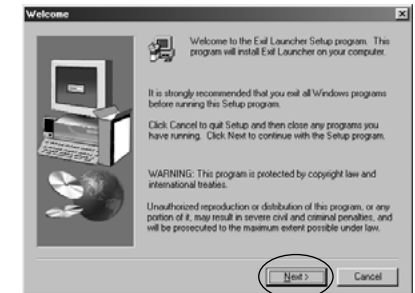 Welcome
Welcome to the Exif Launcher Setup program. This
program will install Exif Launcher on your computer.
It is strongly recommended that you exit all Windows programs
before running this Setup program.
Click Cancel to quit Setup and then close any programs you
have running. Click Next to continue with the Setup program.
WARNING: This program is protected by copyright law and
international treaties.
Unauthorized reproduction or distribution of this program, or any
portion of it, may result in severe civil and criminal penalties, and
will be prosecuted to the maximum extent possible under law.
Next > Cancel